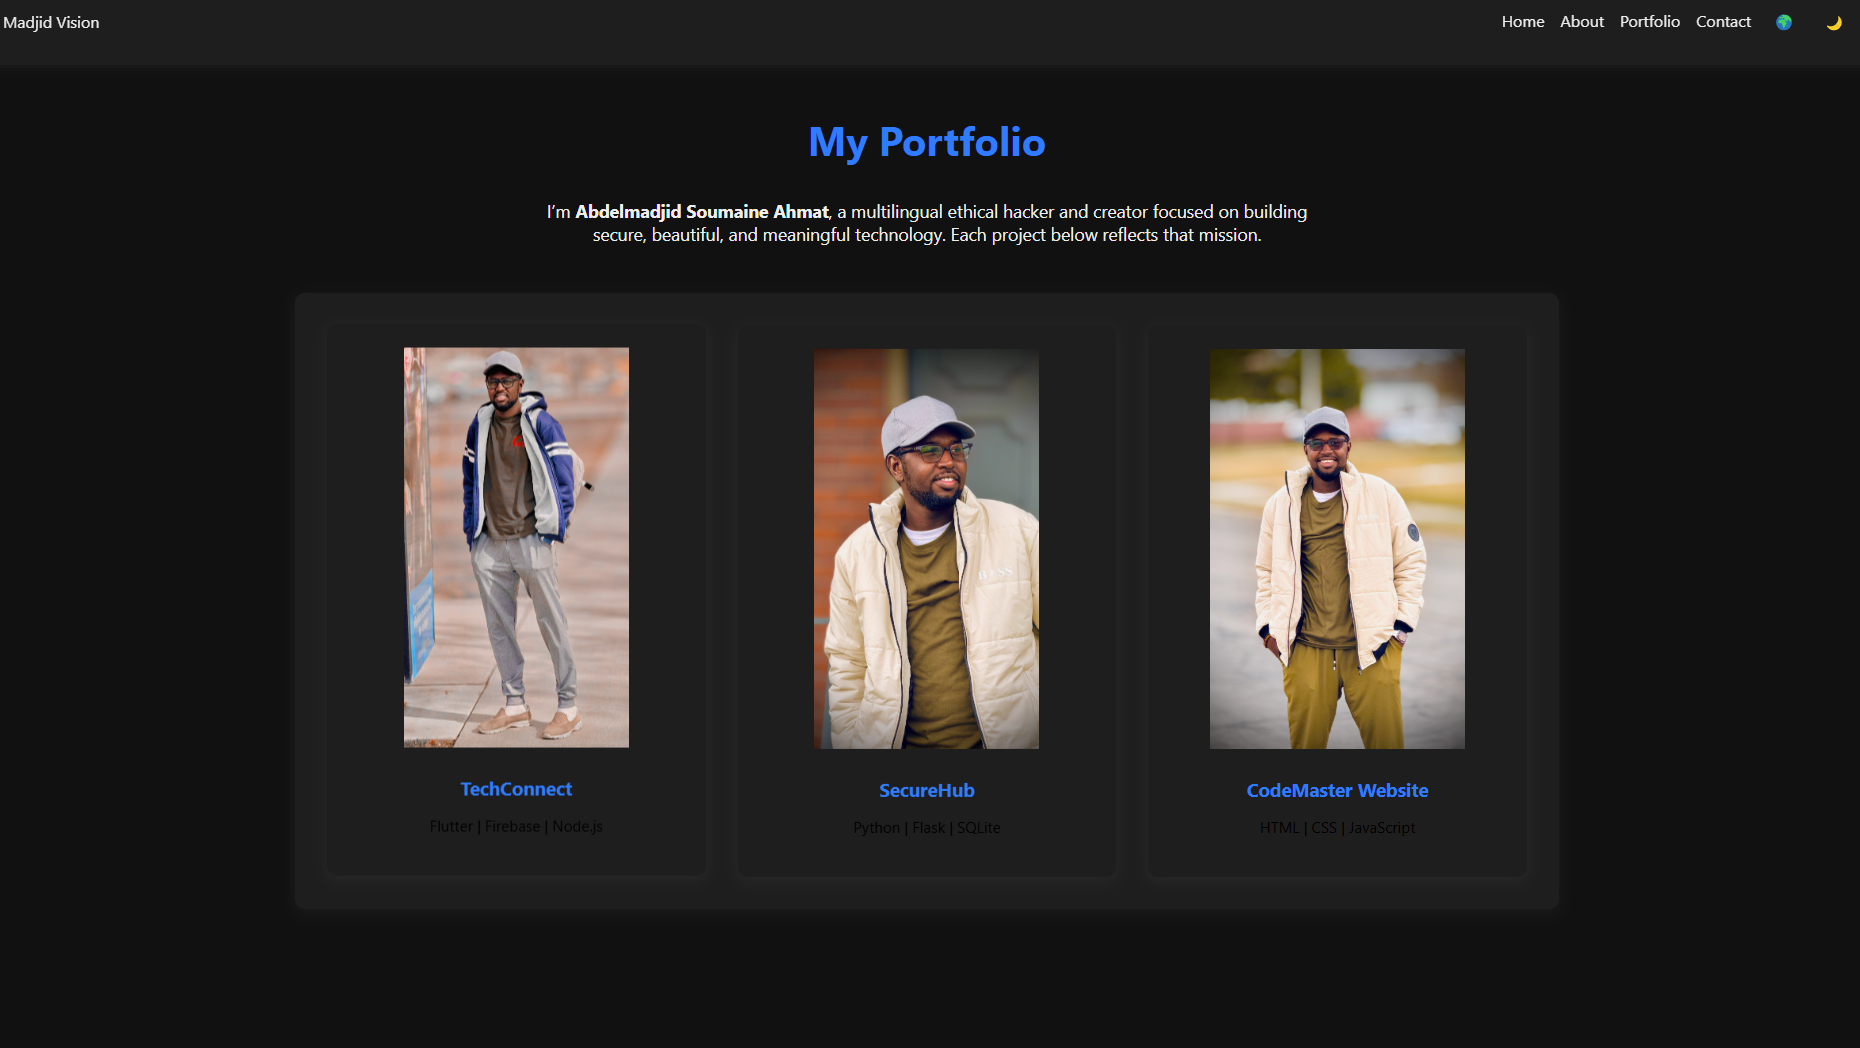 Madjid Vision
Home About Portfolio Contact
My Portfolio
I’m Abdelmadjid Soumaine Ahmat, a multilingual ethical hacker and creator focused on building
secure, beautiful, and meaningful technology. Each project below reflects that mission.
BOSS
TechConnect
Flutter | Firebase | Node.js
SecureHub
Python | Flask | SQLite
CodeMaster Website
HTML | CSS | JavaScript